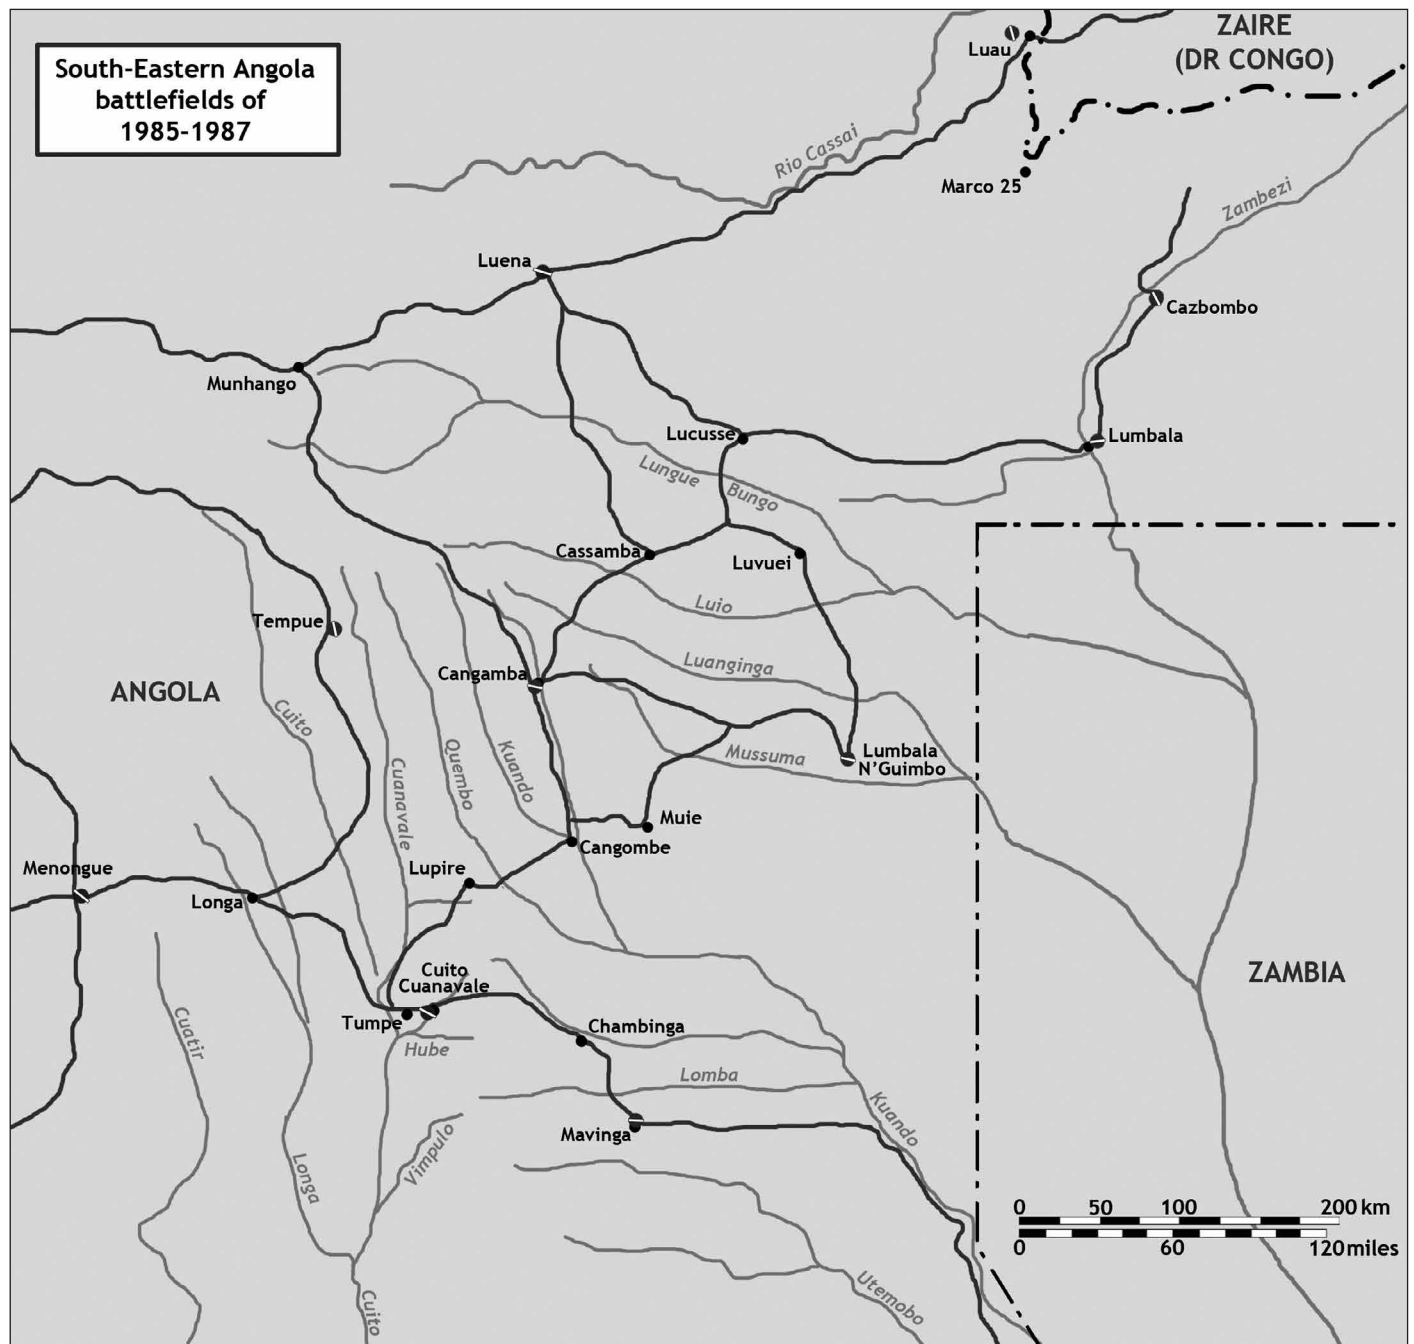 South-Eastern Angola
battlefields of
1985-1987
ZAIRE
(DR CONGO)
Luau
Rio Cassai
Marco 25
Zambezi
Luena
Cazbombo
Munhango
Lucusse
Lumbala
Lungue
Bungo
Cassamba
Luvuei
Luio
Tempue
Luanginga
Cangamba
ANGOLA
Cuito
Cuanavale
Quembo
Kuando
Mussuma
Lumbala
N'Guimbo
Muie
Cangombe
Menongue
Longa
Lupire
Cuito
Cuanavale
Tumpe
Hube
Chambinga
ZAMBIA
Cuatir
Lomba
Kuando
Mavinga
Vimpulo
Longa
0 50 100 200 km
0 60 120 miles
Cuito
Utemobo